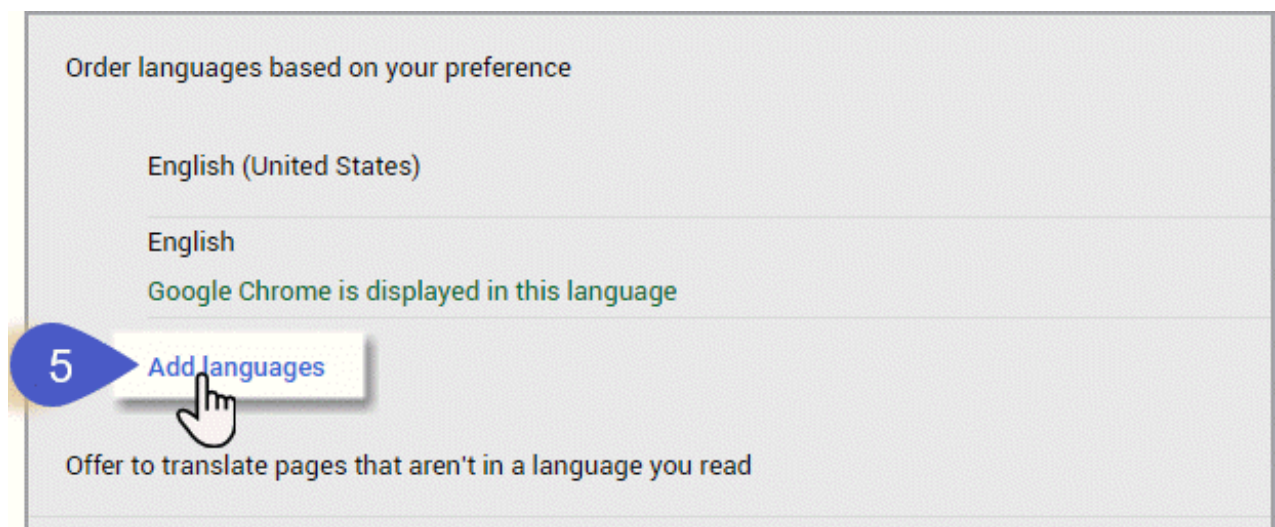 Order languages based on your preference
English (United States)
English
Google Chrome is displayed in this language
5
Add languages
Offer to translate pages that aren't in a language you read